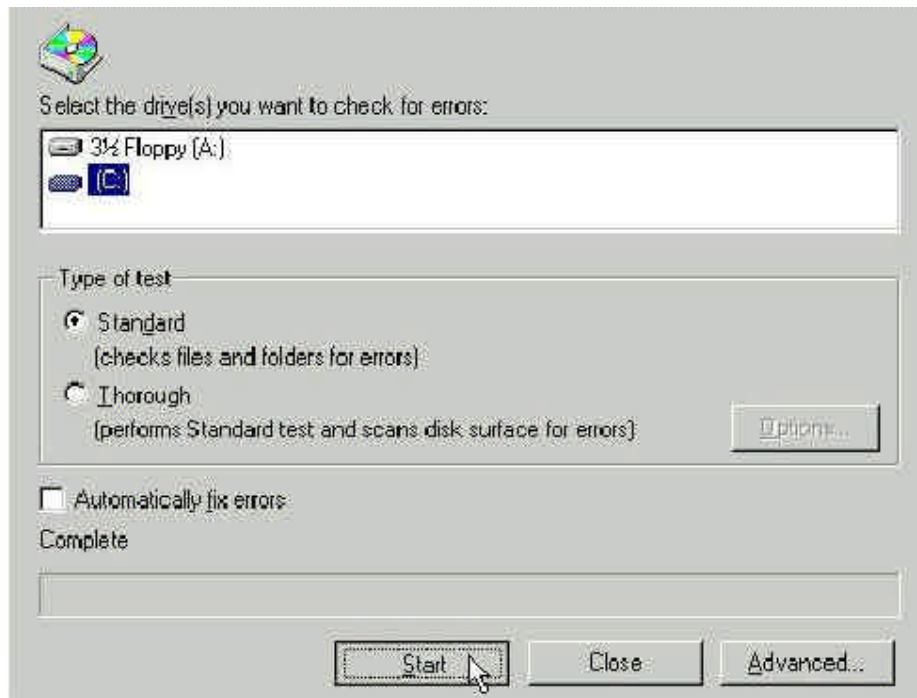 Select the drive(s) you want to check for errors:
3½ Floppy (A:)
(C:)
Type of test
Standard
(checks files and folders for errors)
Thorough
(performs Standard test and scans disk surface for errors)
Options...
Automatically fix errors
Complete
Start
Close
Advanced...